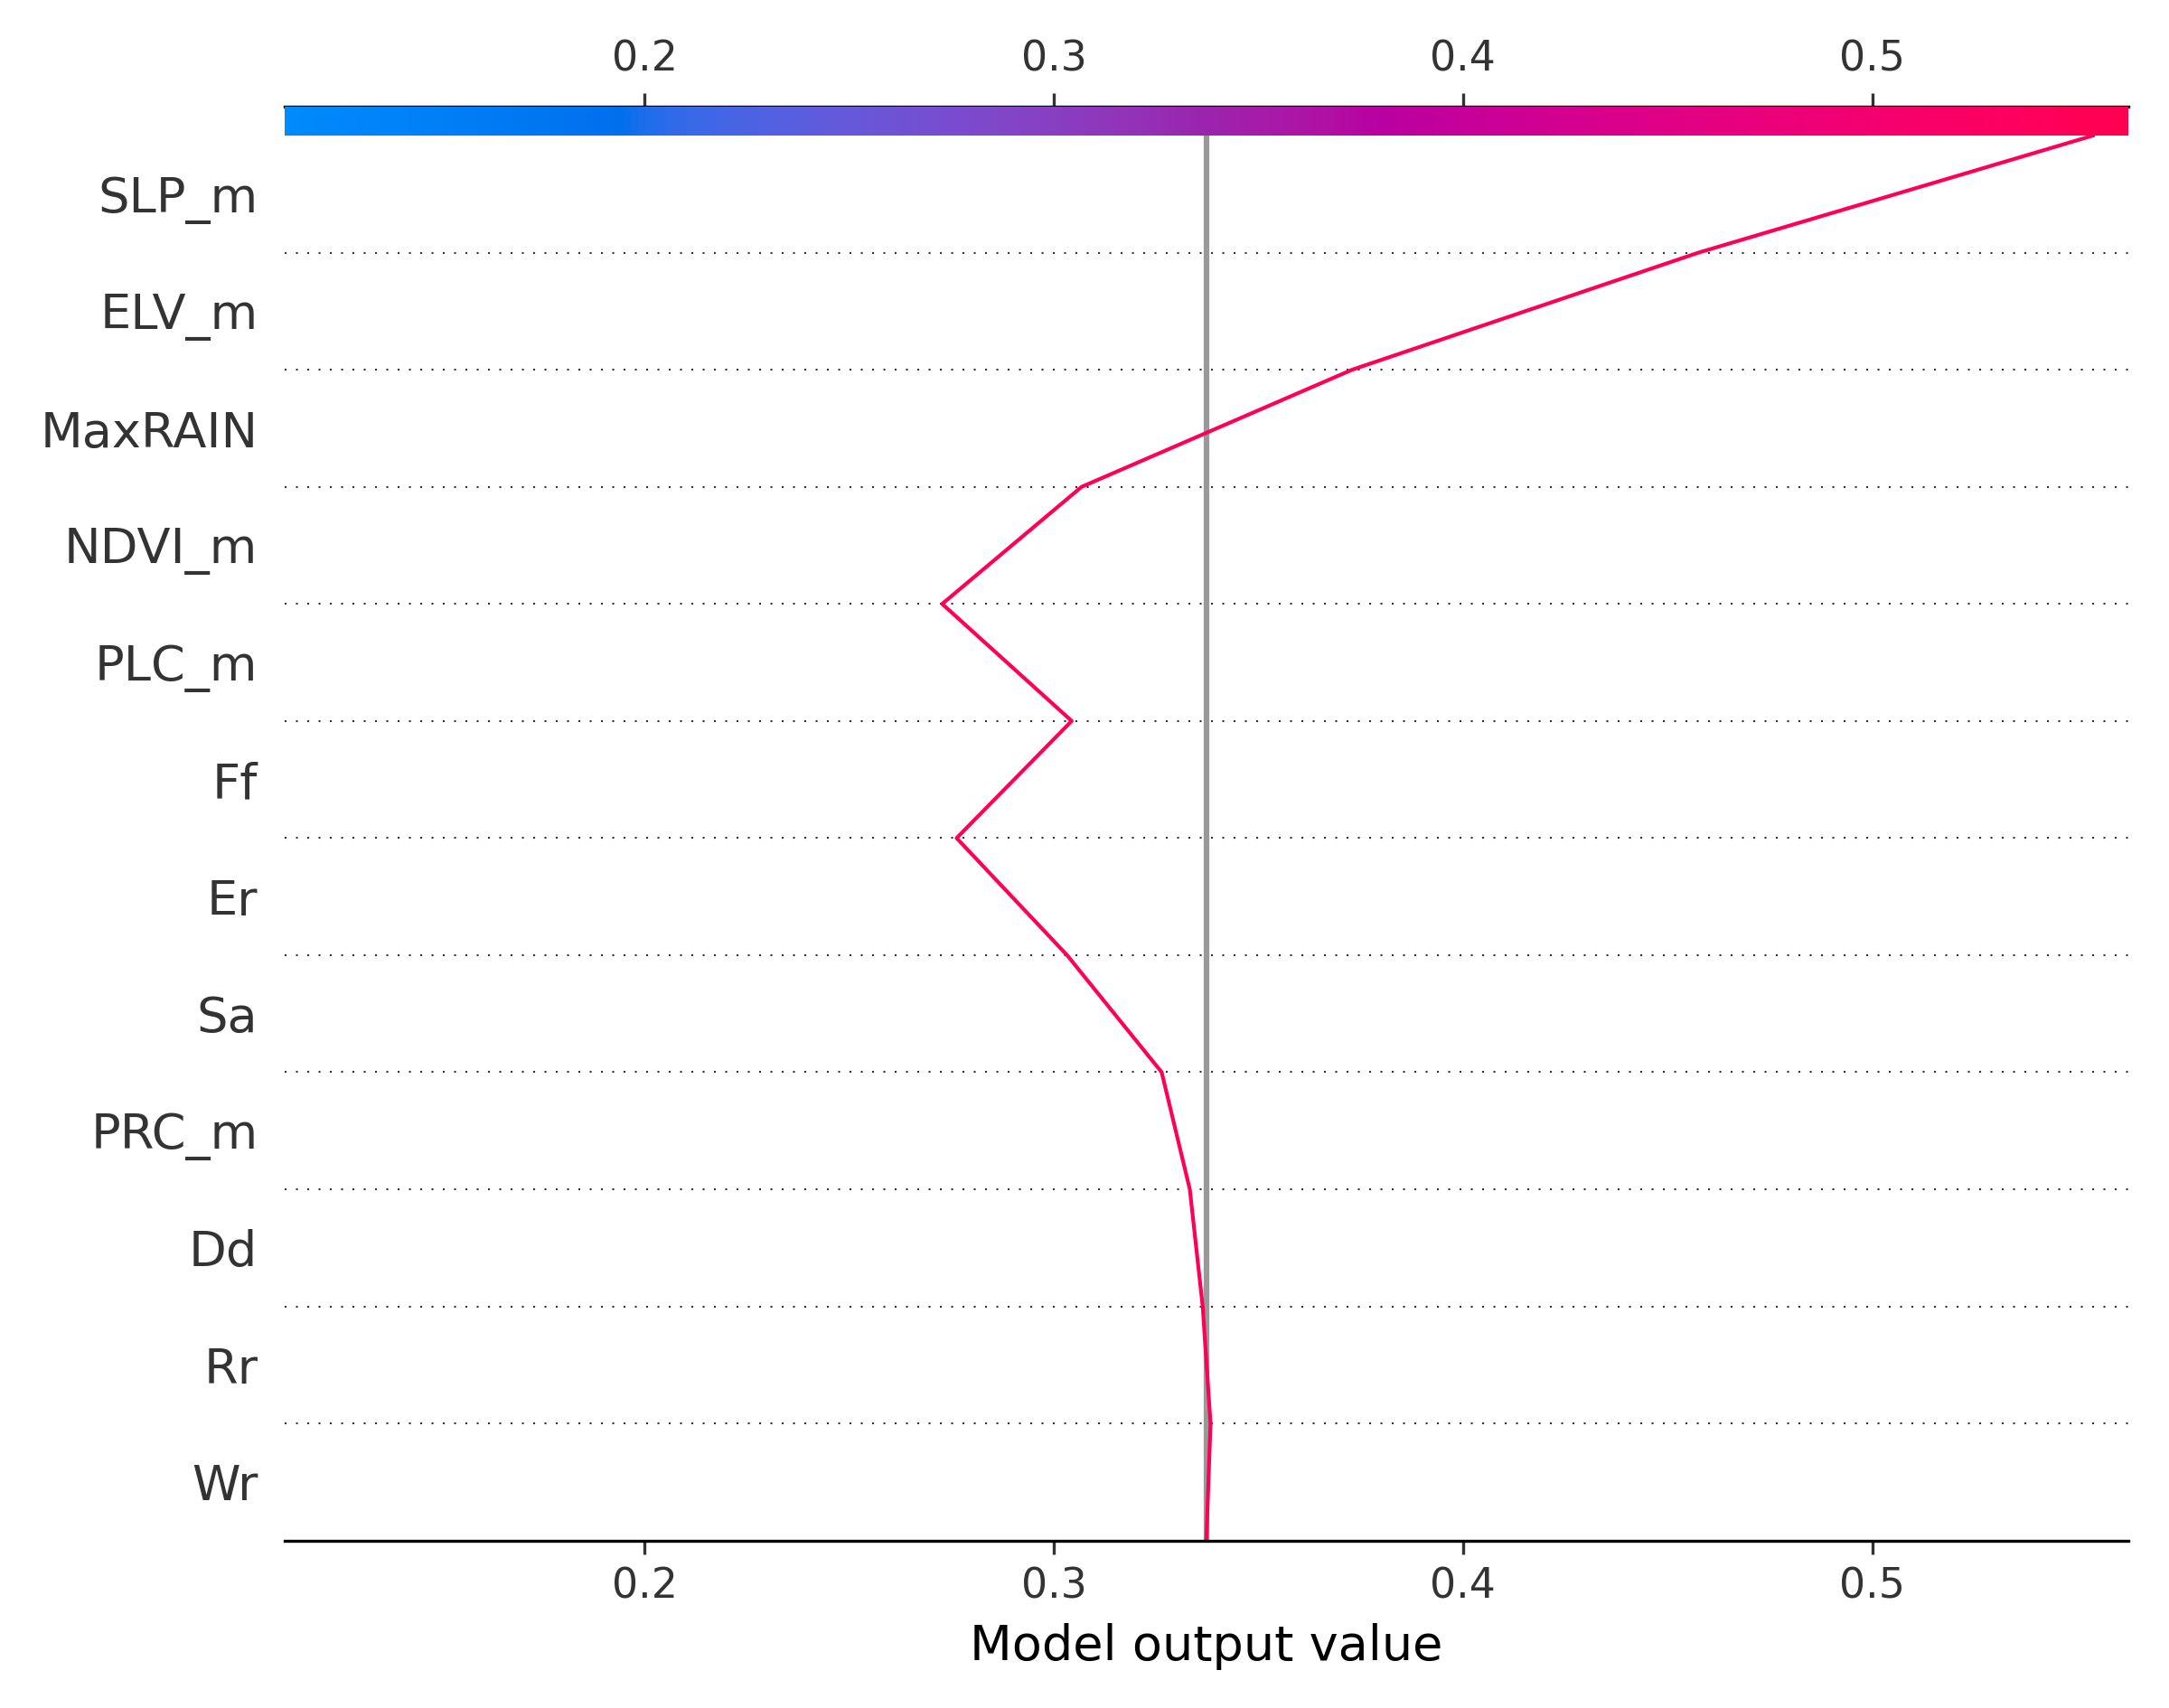 0.2 0.3 0.4 0.5
SLP_m
ELV_m
MaxRAIN
NDVI_m
PLC_m
Ff
Er
Sa
PRC_m
Dd
Rr
Wr
0.2 0.3 0.4 0.5
Model output value